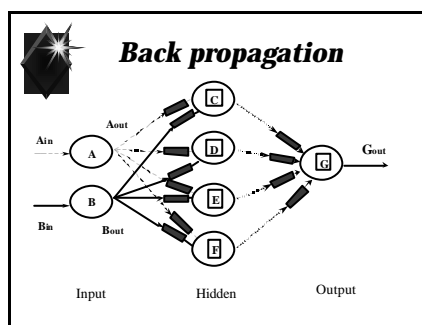 Back propagation
C
Aout
Ain
A
D
G
Gout
B
E
Bin
Bout
F
Input
Hidden
Output